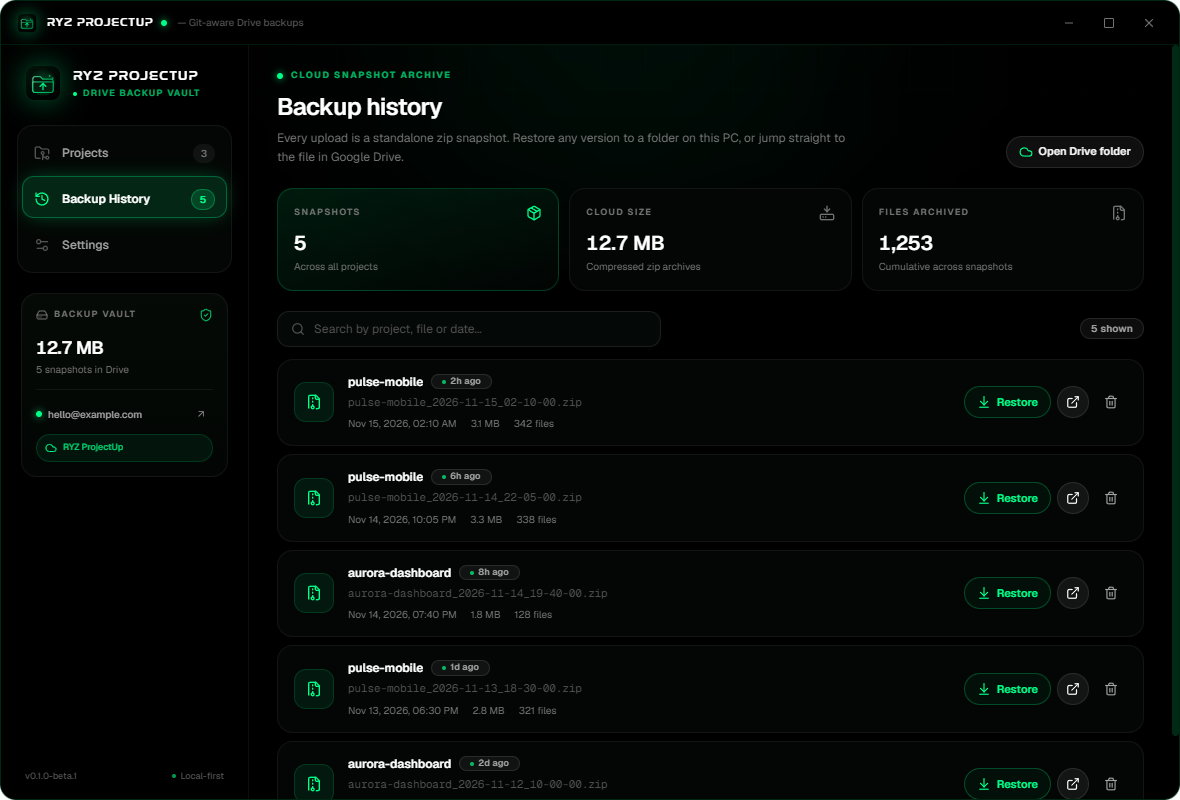 RYZ PROJECTUP — Git-aware Drive backups
RYZ PROJECTUP
DRIVE BACKUP VAULT
Projects 3
Backup History 5
Settings
BACKUP VAULT
12.7 MB
5 snapshots in Drive
hello@example.com
RYZ ProjectUp
v0.1.0-beta.1 Local-first
CLOUD SNAPSHOT ARCHIVE
Backup history
Every upload is a standalone zip snapshot. Restore any version to a folder on this PC, or jump straight to
the file in Google Drive.
Open Drive folder
SNAPSHOTS
5
Across all projects
CLOUD SIZE
12.7 MB
Compressed zip archives
FILES ARCHIVED
1,253
Cumulative across snapshots
Search by project, file or date...
5 shown
pulse-mobile 2h ago
pulse-mobile_2026-11-15_02-10-00.zip
Nov 15, 2026, 02:10 AM 3.1 MB 342 files
Restore
pulse-mobile 6h ago
pulse-mobile_2026-11-14_22-05-00.zip
Nov 14, 2026, 10:05 PM 3.3 MB 338 files
Restore
aurora-dashboard 8h ago
aurora-dashboard_2026-11-14_19-40-00.zip
Nov 14, 2026, 07:40 PM 1.8 MB 128 files
Restore
pulse-mobile 1d ago
pulse-mobile_2026-11-13_18-30-00.zip
Nov 13, 2026, 06:30 PM 2.8 MB 321 files
Restore
aurora-dashboard 2d ago
aurora-dashboard_2026-11-12_10-00-00.zip
Restore